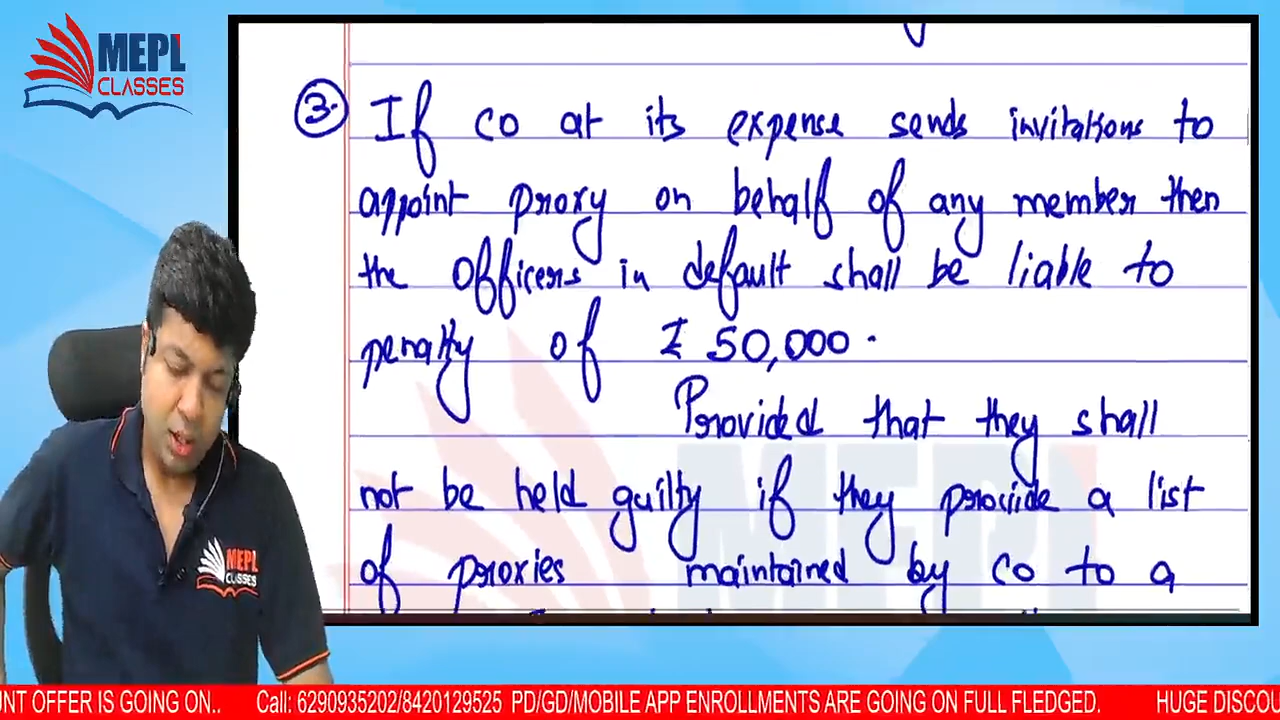 MEPL
CLASSES
3. If co at its expense sends invitations to
appoint proxy on behalf of any member then
the officers in default shall be liable to
penalty of ₹ 50,000.
Provided that they shall
not be held guilty if they provide a list
of proxies maintained by co to a
MEPL
CLASSES
UNT OFFER IS GOING ON.. Call: 6290935202/8420129525 PD/GD/MOBILE APP ENROLLMENTS ARE GOING ON FULL FLEDGED. HUGE DISCOU